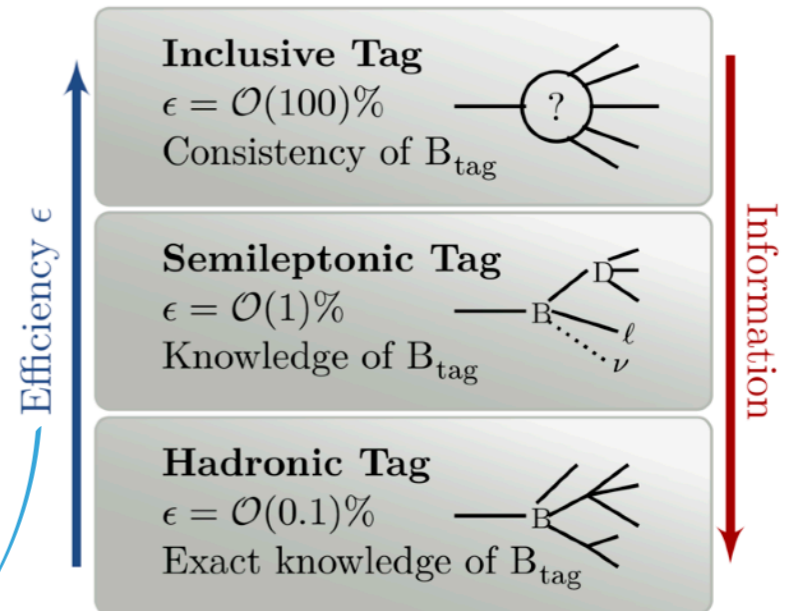 Inclusive Tag
ϵ = 𝒪(100)%
Consistency of B_tag
?
Semileptonic Tag
ϵ = 𝒪(1)%
Knowledge of B_tag
B
D
ℓ
ν
Hadronic Tag
ϵ = 𝒪(0.1)%
Exact knowledge of B_tag
B
Efficiency ϵ
Information